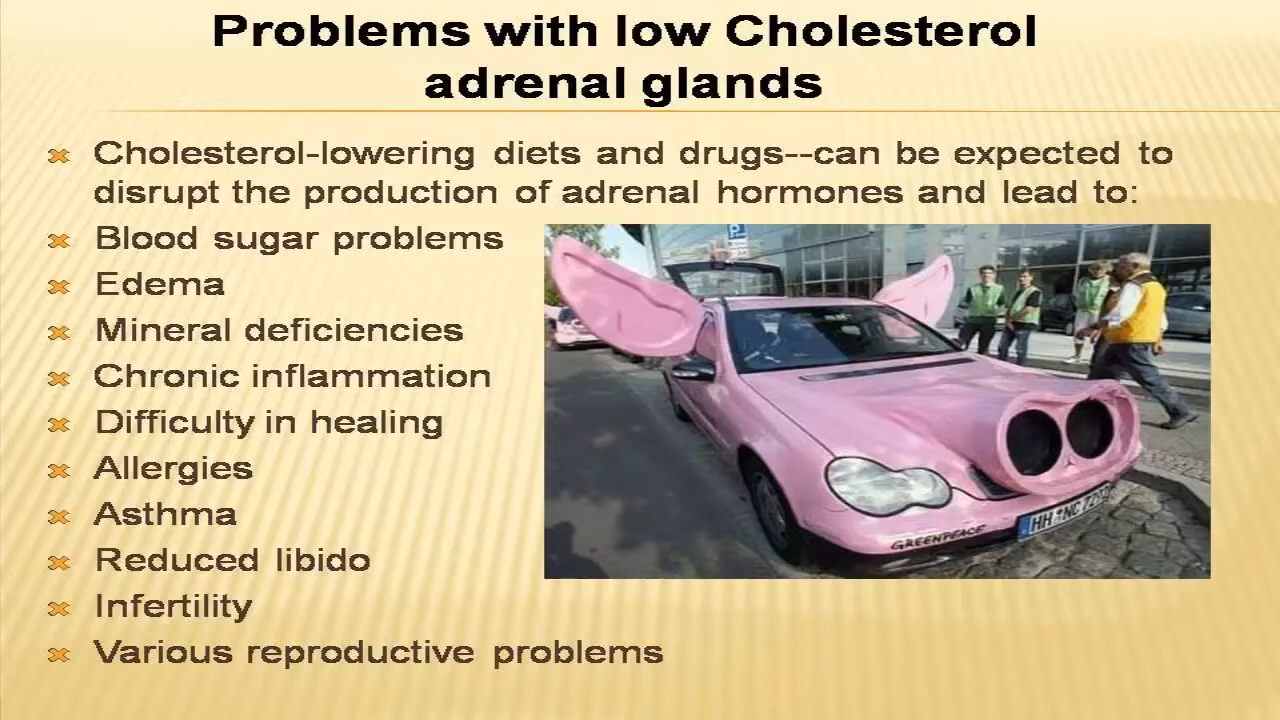 Problems with low Cholesterol
adrenal glands
Cholesterol-lowering diets and drugs--can be expected to
disrupt the production of adrenal hormones and lead to:
Blood sugar problems
Edema
Mineral deficiencies
Chronic inflammation
Difficulty in healing
Allergies
Asthma
Reduced libido
Infertility
Various reproductive problems
P
GREENPEACE
HH NC